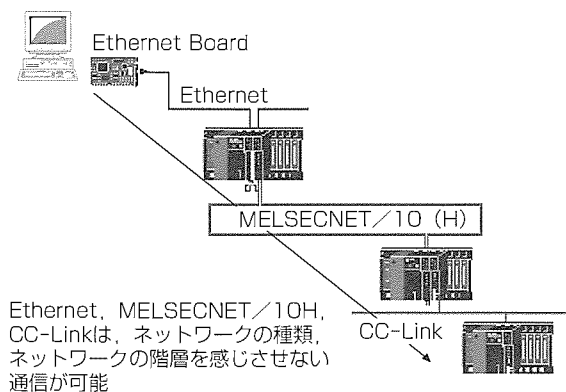 Ethernet Board
Ethernet
MELSECNET／10（H）
CC-Link
Ethernet，MELSECNET／10H，
CC-Linkは，ネットワークの種類，
ネットワークの階層を感じさせない
通信が可能